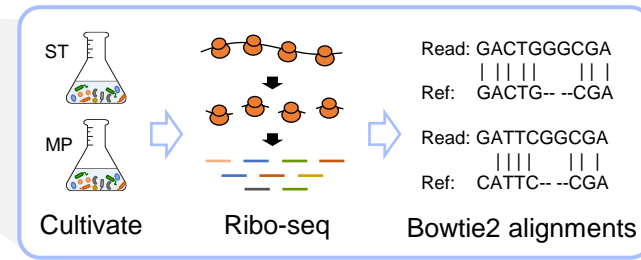 ST
MP
Cultivate
Ribo-seq
Read: GACTGGGCGA
| || || || |
Ref: GACTG-- --CGA
Read: GATTCGGCGA
|||| || |
Ref: CATTC-- --CGA
Bowtie2 alignments